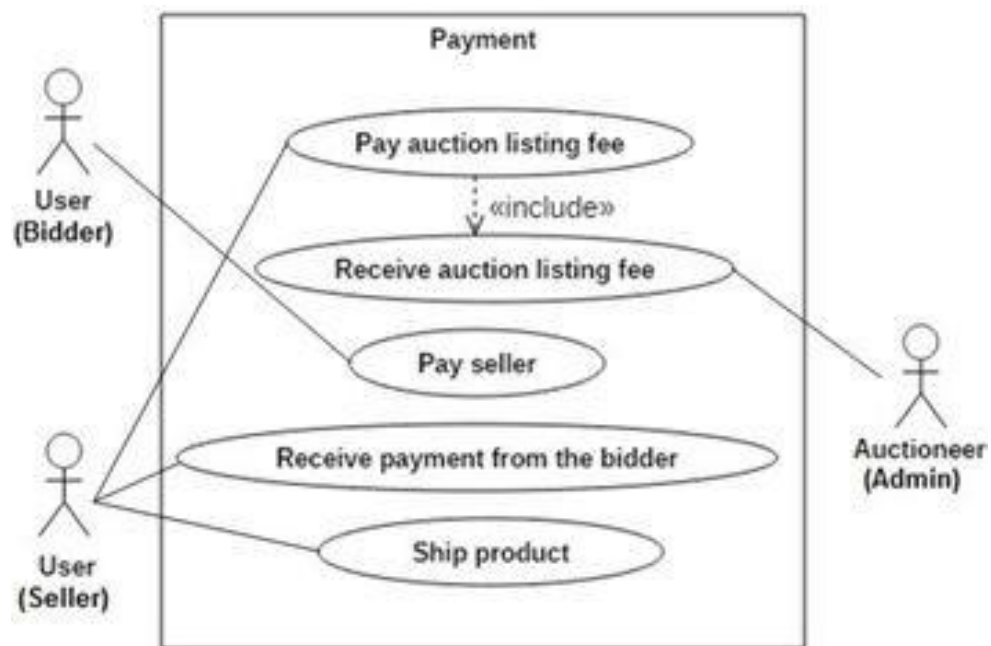 Payment
Pay auction listing fee
«include»
User
(Bidder)
Receive auction listing fee
Pay seller
Receive payment from the bidder
Auctioneer
(Admin)
Ship product
User
(Seller)